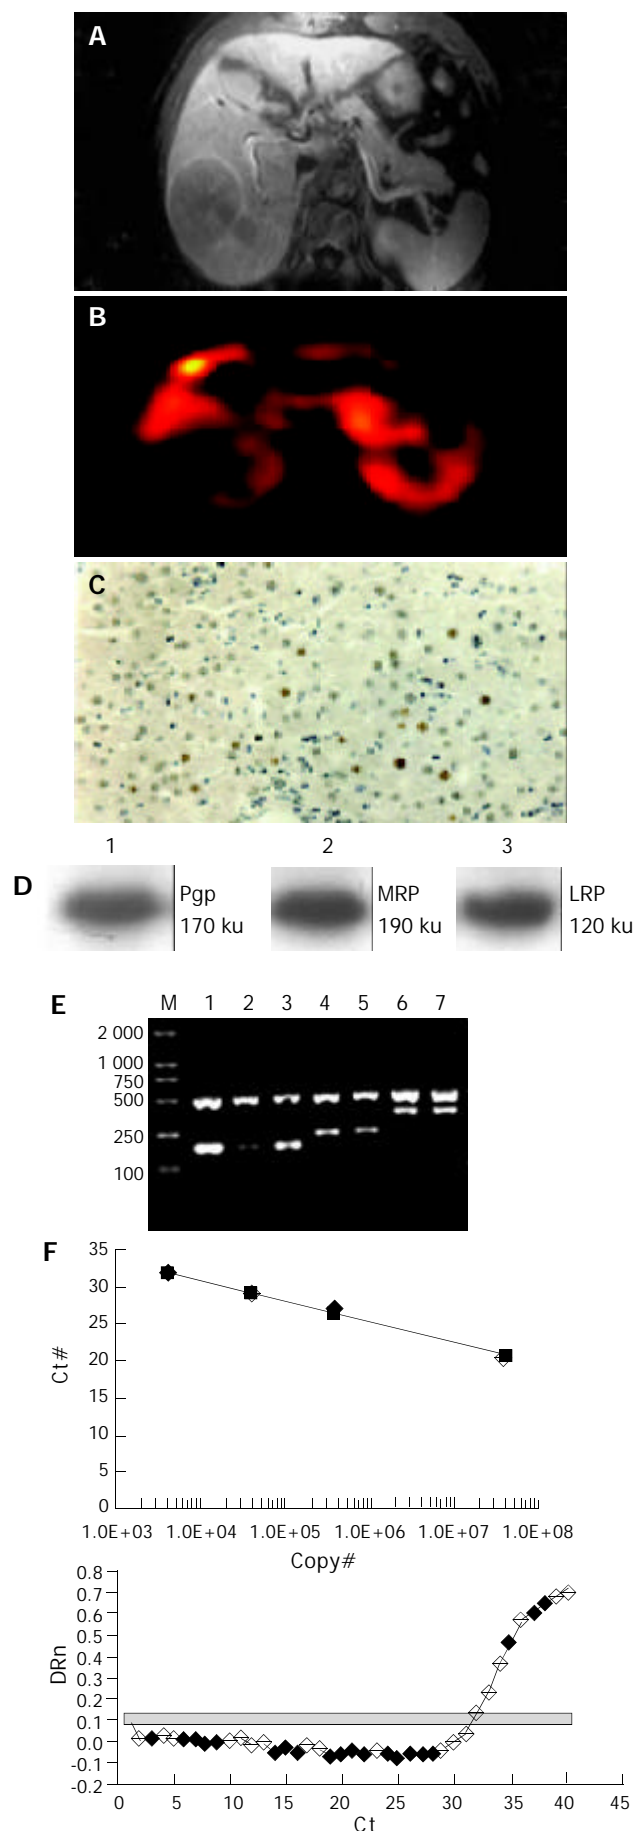 A
B
C
1 2 3
D
Pgp MRP LRP
170 ku 190 ku 120 ku
E M 1 2 3 4 5 6 7
2 000
1 000
750
500
250
100
F
35
30
25
20
15
10
5
0
Ct#
1.0E+03 1.0E+04 1.0E+05 1.0E+06 1.0E+07 1.0E+08
Copy#
0.8
0.7
0.6
0.5
0.4
0.3
0.2
0.1
0.0
-0.1
-0.2
DRn
0 5 10 15 20 25 30 35 40 45
Ct